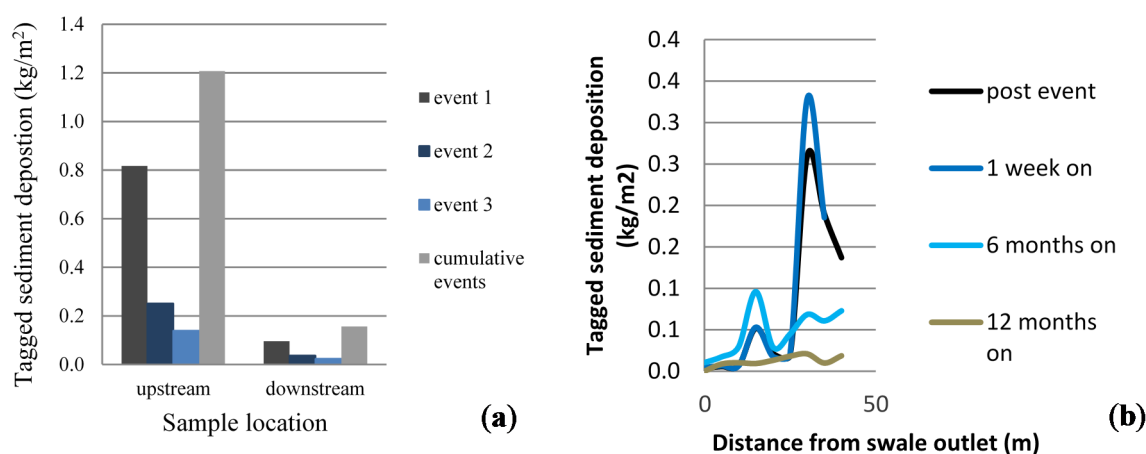 Tagged sediment depostion (kg/m²)
1.4
1.2
1.0
0.8
0.6
0.4
0.2
0.0
upstream
downstream
Sample location
event 1
event 2
event 3
cumulative
events
(a)
Tagged sediment deposition
(kg/m2)
0.4
0.4
0.3
0.3
0.2
0.2
0.1
0.1
0.0
0
50
Distance from swale outlet (m)
post event
1 week on
6 months on
12 months
on
(b)